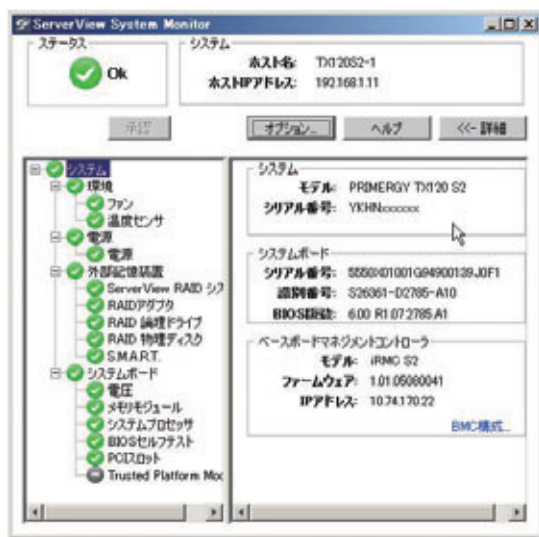 ServerView System Monitor
ステータス
Ok
システム
ホスト名: TX120S2-1
ホストIPアドレス: 192.168.1.11
承認
オプション...
ヘルプ
<<- 詳細
システム
環境
ファン
温度センサ
電源
電源
外部記憶装置
ServerView RAID シス
RAIDアダプタ
RAID 論理ドライブ
RAID 物理ディスク
S.M.A.R.T.
システムボード
電圧
メモリモジュール
システムプロセッサ
BIOSセルフテスト
PCIスロット
Trusted Platform Mod
システム
モデル: PRIMERGY TX120 S2
シリアル番号: YKHNxxxxxx
システムボード
シリアル番号:
識別番号: S26361-D2785-A10
BIOS版数: 6.00 R1.07.2785.A1
ベースボードマネジメントコントローラ
モデル: iRMC S2
ファームウェア: 1.01.05080041
IPアドレス: 10.74.170.22
BMC構成...